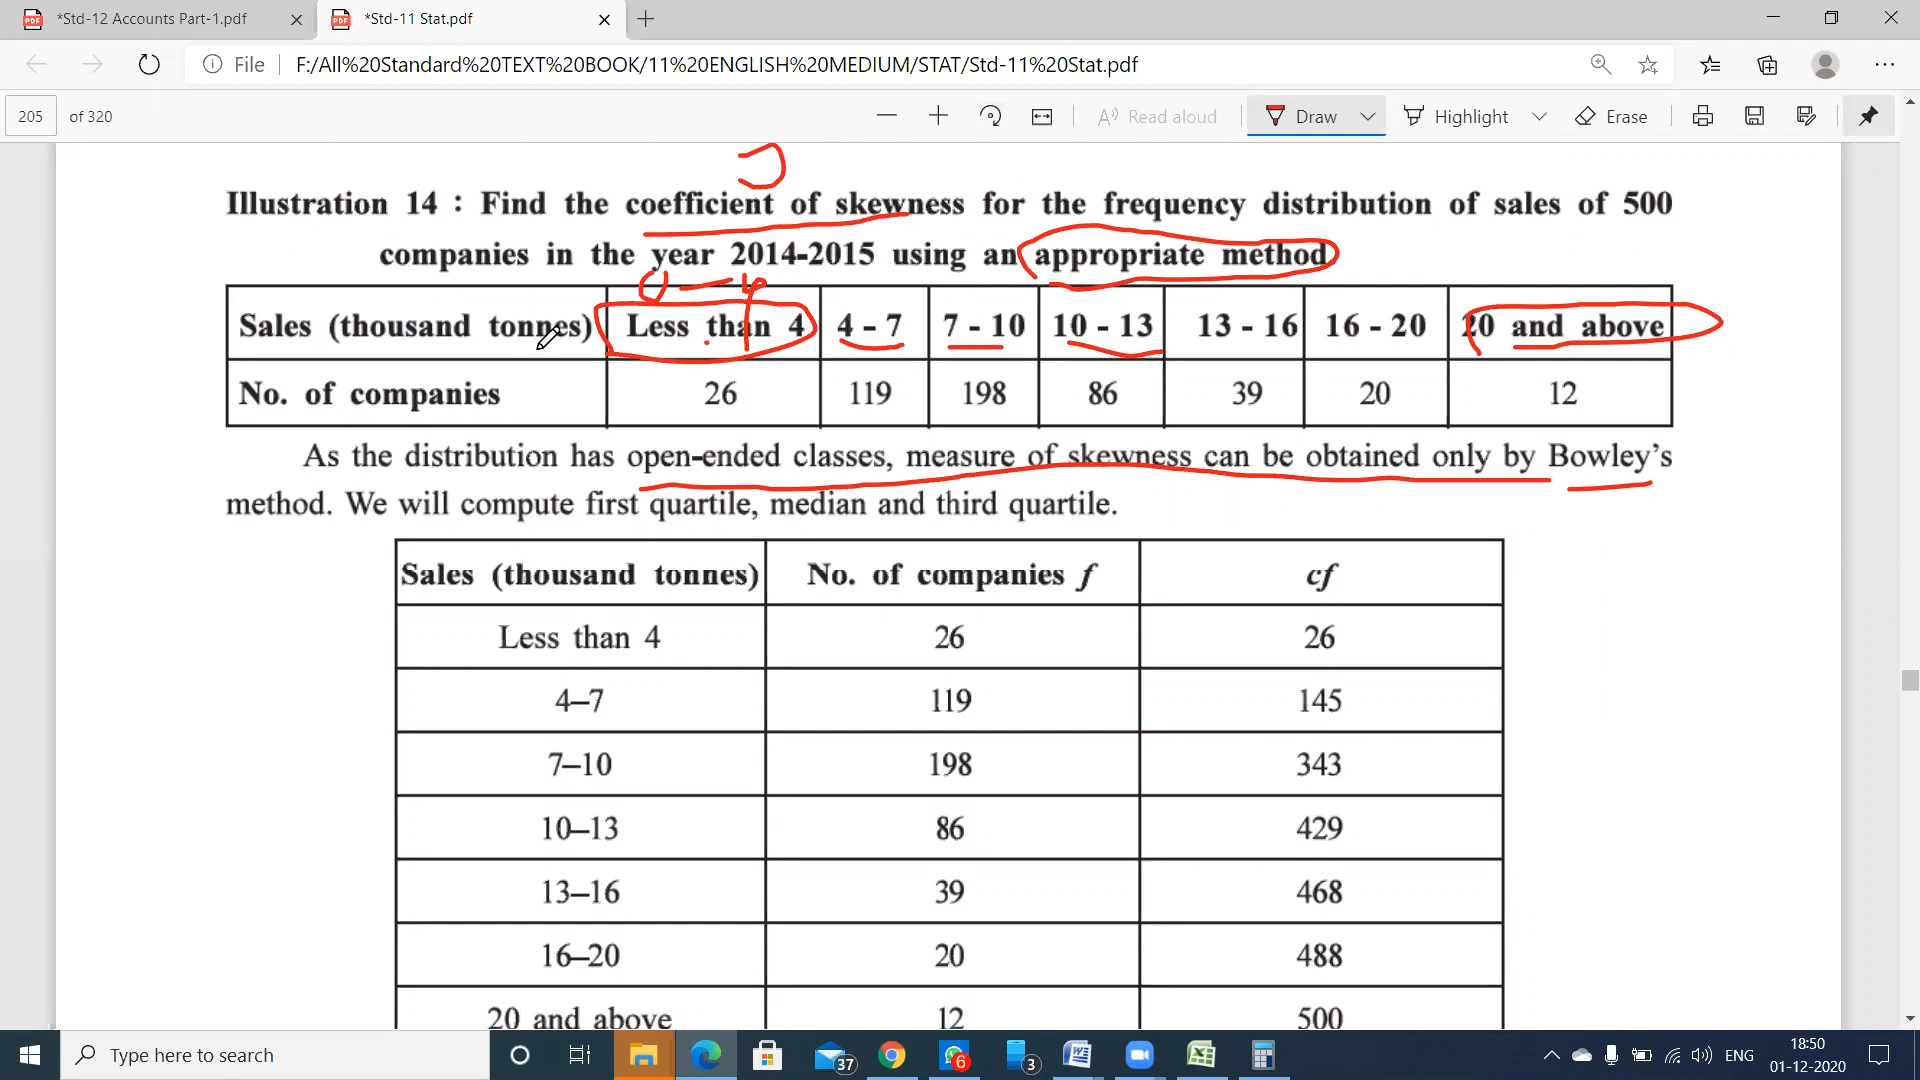 *Std-12 Accounts Part-1.pdf
*Std-11 Stat.pdf
File
F:/All%20Standard%20TEXT%20BOOK/11%20ENGLISH%20MEDIUM/STAT/Std-11%20Stat.pdf
205 of 320
Read aloud
Draw
Highlight
Erase
Illustration 14 : Find the coefficient of skewness for the frequency distribution of sales of 500
companies in the year 2014-2015 using an appropriate method
0 – 4
Sales (thousand tonnes) Less than 4 4 - 7 7 - 10 10 - 13 13 - 16 16 - 20 20 and above
No. of companies 26 119 198 86 39 20 12
As the distribution has open-ended classes, measure of skewness can be obtained only by Bowley’s
method. We will compute first quartile, median and third quartile.
Sales (thousand tonnes) No. of companies f cf
Less than 4 26 26
4–7 119 145
7–10 198 343
10–13 86 429
13–16 39 468
16–20 20 488
20 and above 12 500
Type here to search
37
6
3
ENG
18:50
01-12-2020